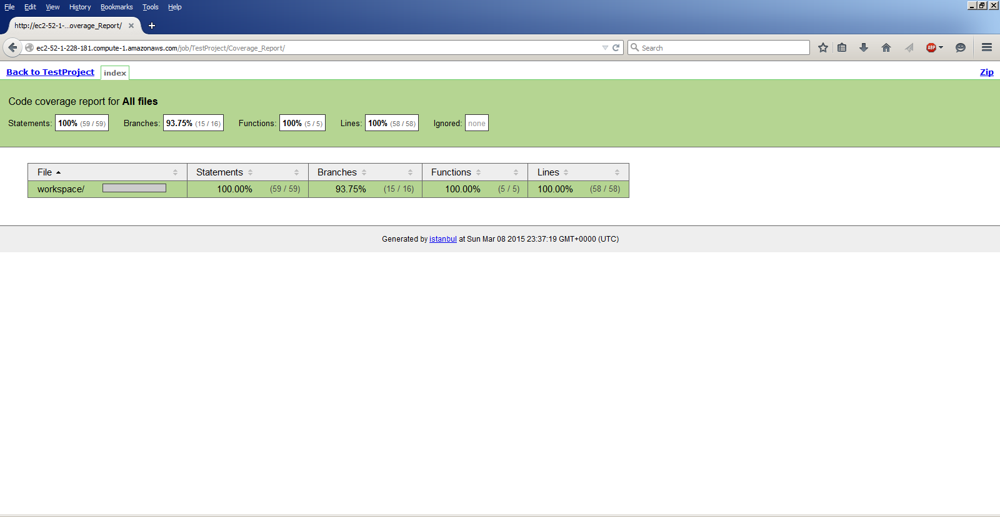 File Edit View History Bookmarks Tools Help
http://ec2-52-1-...overage_Report/
ec2-52-1-228-181.compute-1.amazonaws.com/job/TestProject/Coverage_Report/ Search ABP
Back to TestProject index Zip
Code coverage report for All files
Statements: 100% (59 / 59) Branches: 93.75% (15 / 16) Functions: 100% (5 / 5) Lines: 100% (58 / 58) Ignored: none
File Statements Branches Functions Lines
workspace/ 100.00% (59 / 59) 93.75% (15 / 16) 100.00% (5 / 5) 100.00% (58 / 58)
Generated by istanbul at Sun Mar 08 2015 23:37:19 GMT+0000 (UTC)